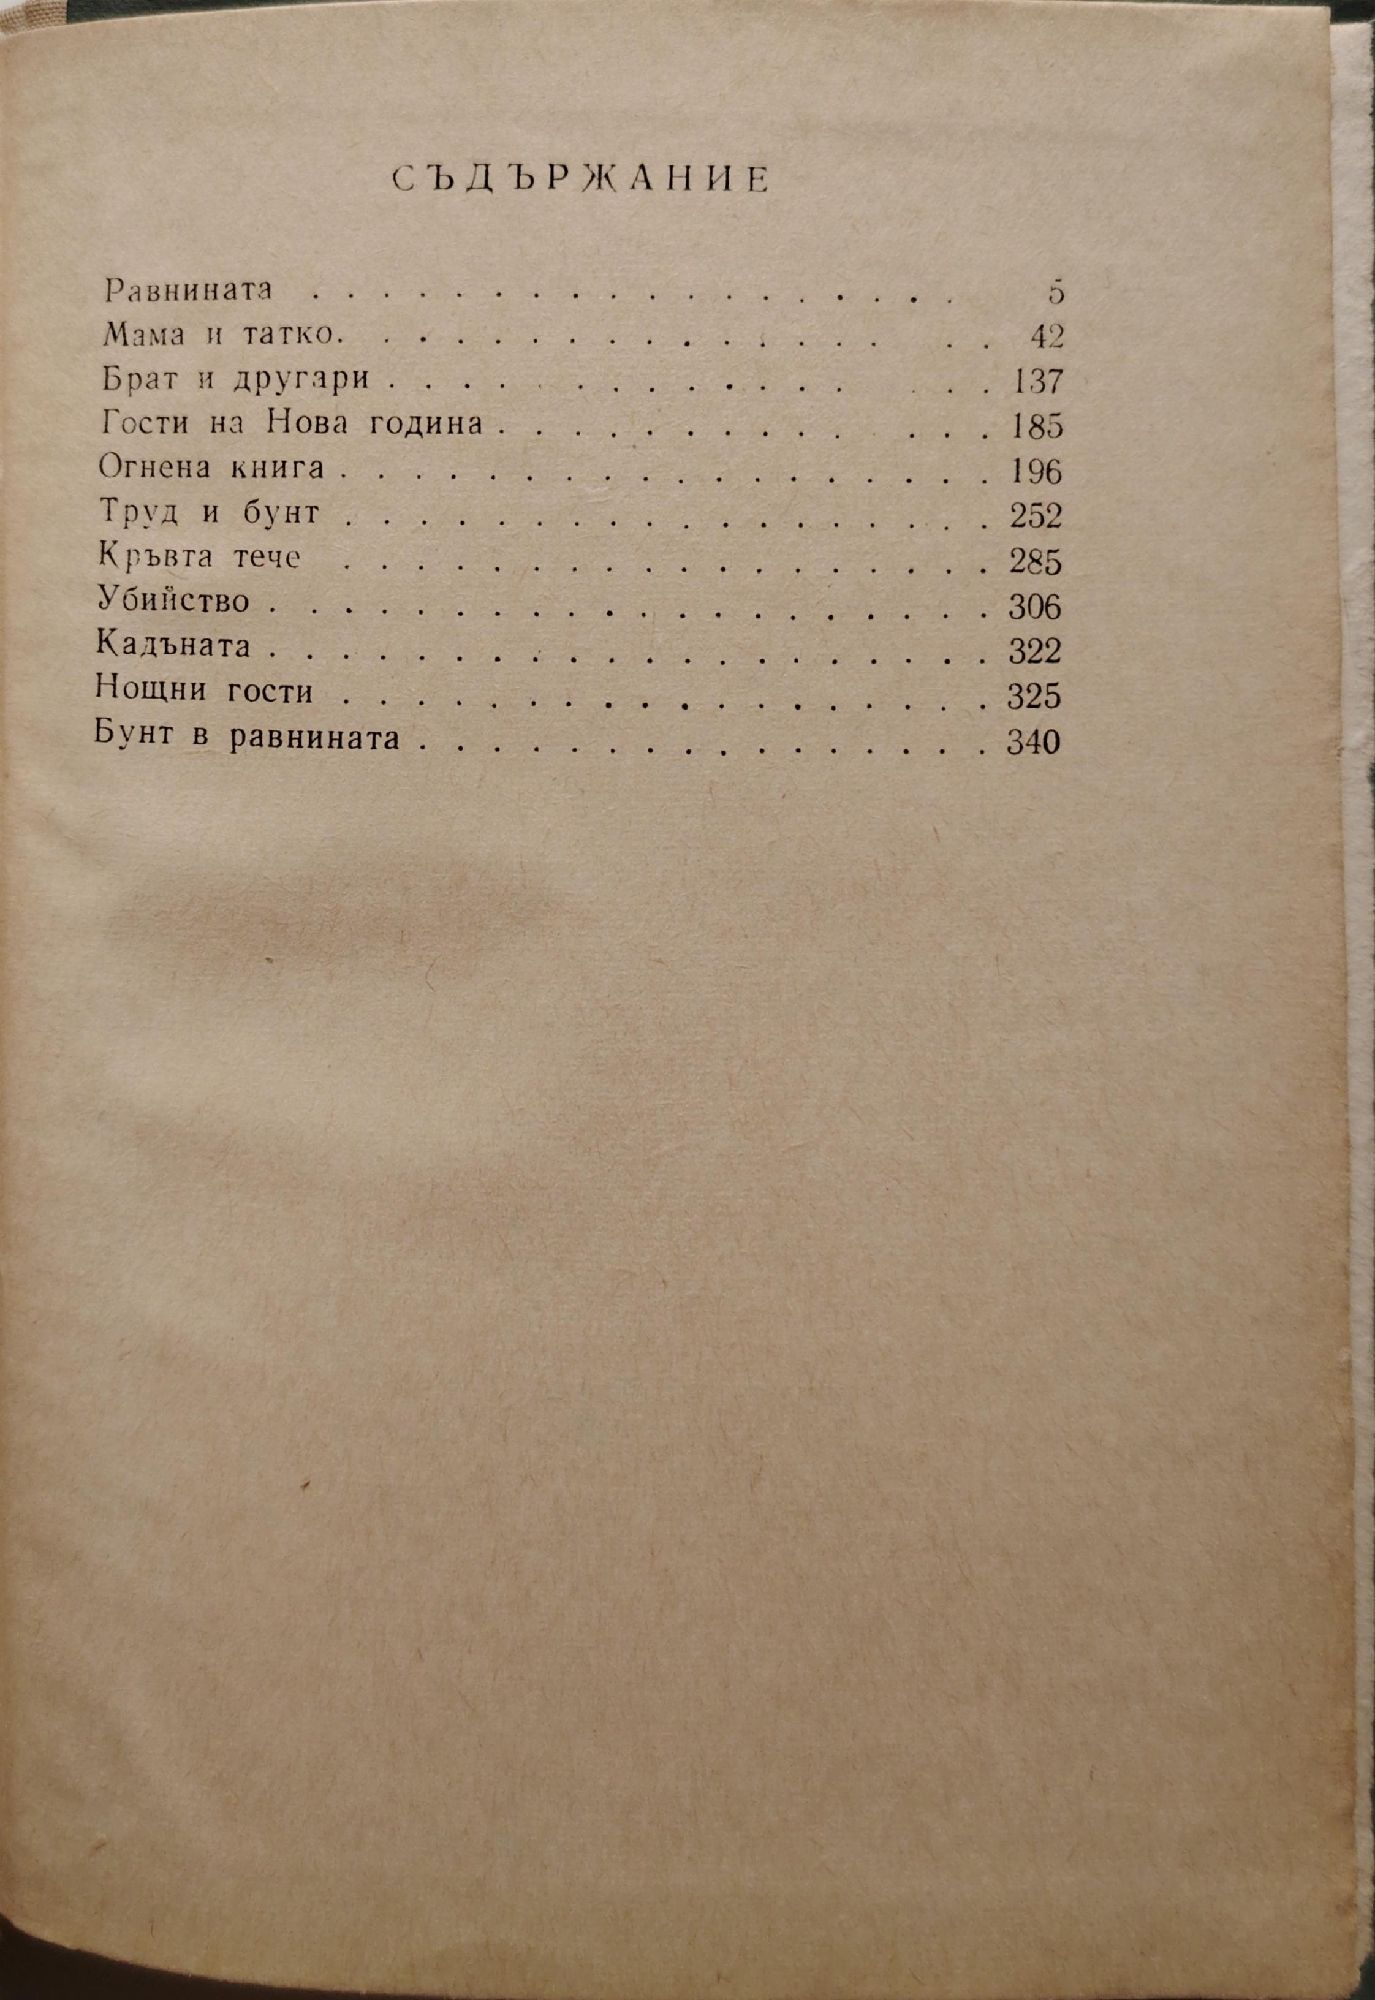 СЪДЪРЖАНИЕ
Равнината . . . . . . . . . . . . . . . . . . 5
Мама и татко. . . . . . . . . . . . . . . . . 42
Брат и другари . . . . . . . . . . . . . . . . 137
Гости на Нова година . . . . . . . . . . . . . 185
Огнена книга . . . . . . . . . . . . . . . . . . 196
Труд и бунт . . . . . . . . . . . . . . . . . . 252
Кръвта тече . . . . . . . . . . . . . . . . . . 285
Убийство . . . . . . . . . . . . . . . . . . . . 306
Кадъната . . . . . . . . . . . . . . . . . . . . 322
Нощни гости . . . . . . . . . . . . . . . . . . 325
Бунт в равнината . . . . . . . . . . . . . . . . 340